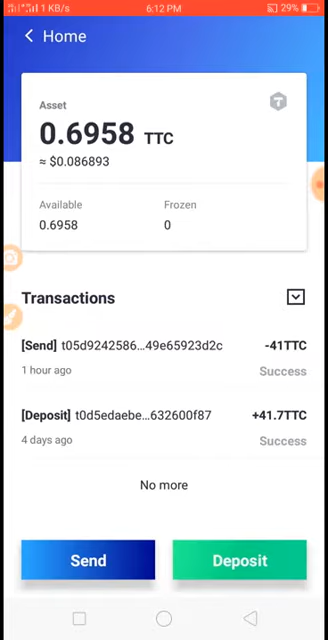 1 KB/s 6:12 PM 29%
Home
Asset
0.6958 TTC
≈ $0.086893
Available Frozen
0.6958 0
Transactions
[Send] t05d9242586...49e65923d2c -41TTC
1 hour ago Success
[Deposit] t0d5edaebe...632600f87 +41.7TTC
4 days ago Success
No more
Send Deposit